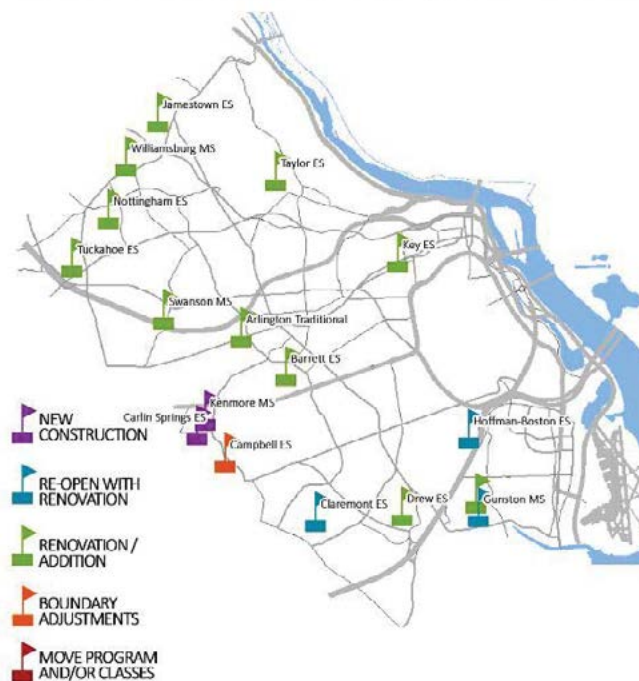 Jamestown ES
Williamsburg MS
Taylor ES
Nottingham ES
Tuckahoe ES
Key ES
Swanson MS
Arlington Traditional
Barrett ES
Kenmore MS
Carlin Springs ES
Hoffman-Boston ES
Campbell ES
Claremont ES
Drew ES
Gunston MS
NEW
CONSTRUCTION
RE-OPEN WITH
RENOVATION
RENOVATION /
ADDITION
BOUNDARY
ADJUSTMENTS
MOVE PROGRAM
AND/OR CLASSES